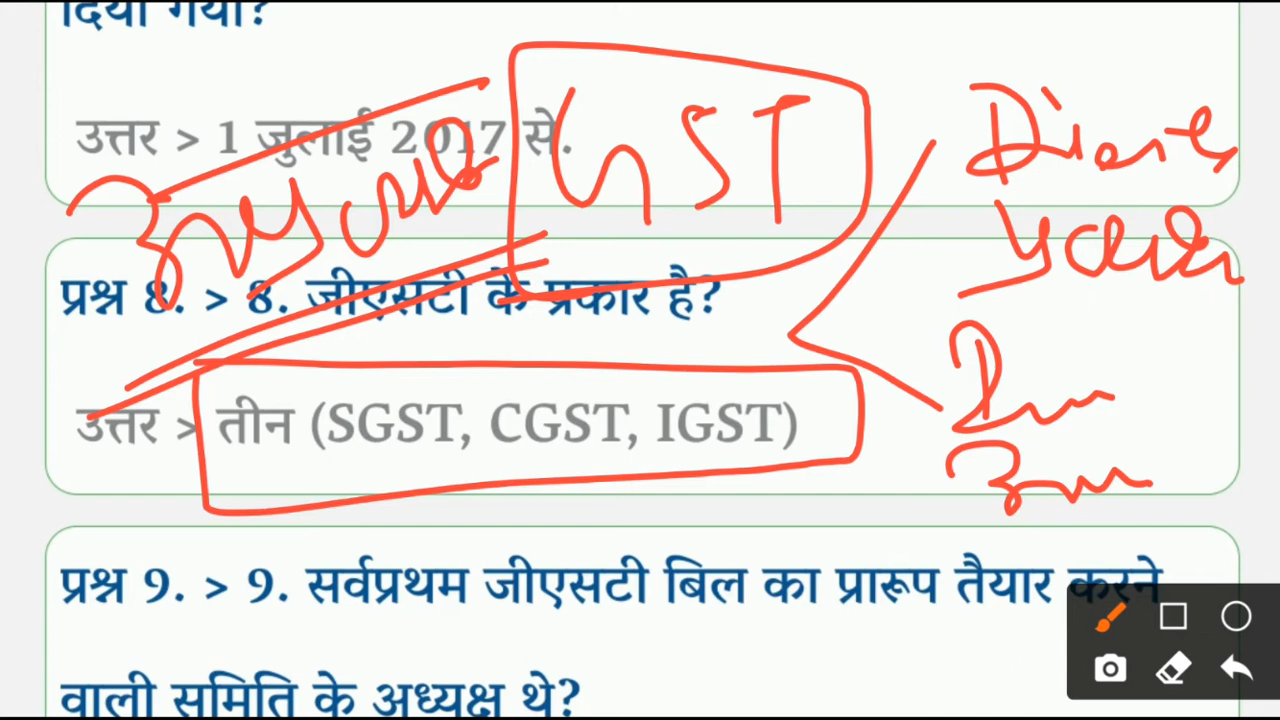 दिया गया?
उत्तर > 1 जुलाई 2017 से.
GST
प्रश्न 8. > 8. जीएसटी के प्रकार है?
उत्तर > तीन (SGST, CGST, IGST)
प्रश्न 9. > 9. सर्वप्रथम जीएसटी बिल का प्रारूप तैयार करने
वाली समिति के अध्यक्ष थे?